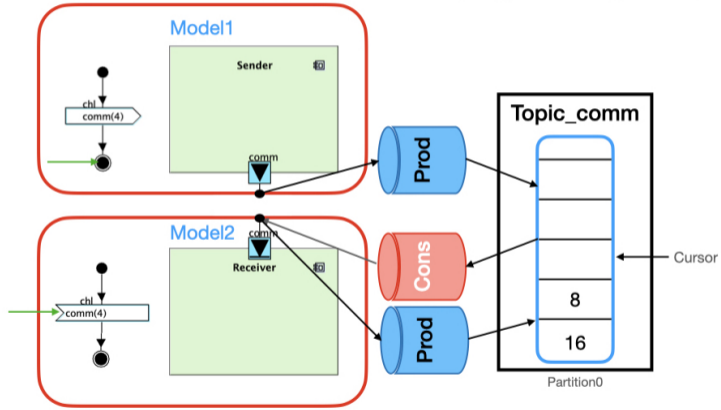 Model1
Sender
chl
comm(4)
comm
Prod
Topic_comm
Model2
comm
Receiver
chl
comm(4)
Cons
Prod
Cursor
8
16
Partition0